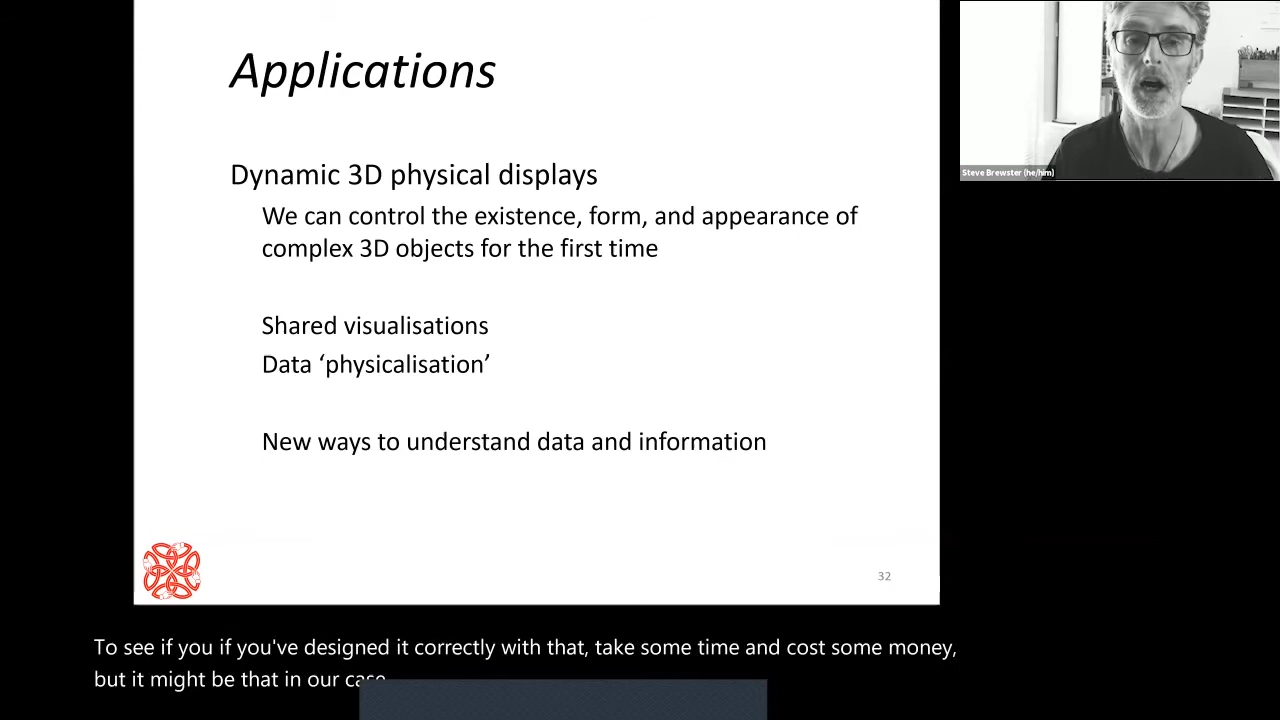 Applications
Dynamic 3D physical displays
We can control the existence, form, and appearance of
complex 3D objects for the first time
Shared visualisations
Data ‘physicalisation’
New ways to understand data and information
32
Steve Brewster (he/him)
To see if you if you've designed it correctly with that, take some time and cost some money,
but it might be that in our case